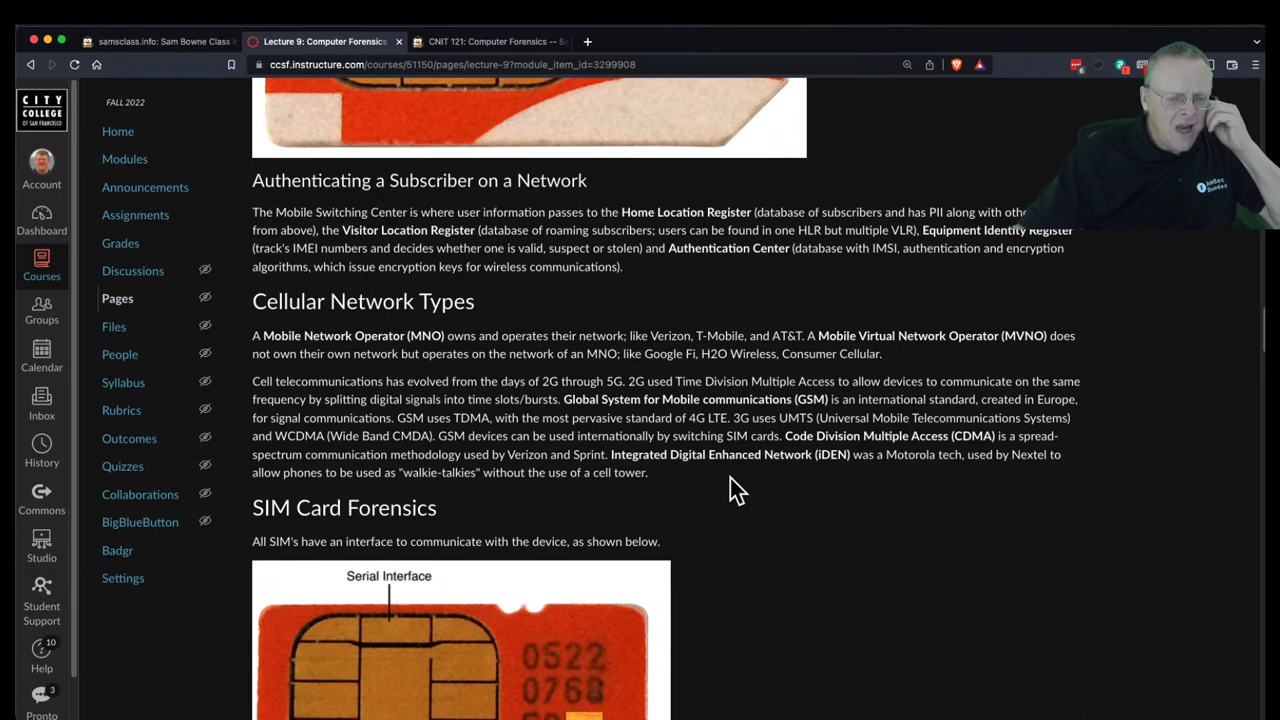 samsclass.info: Sam Bowne Class I
Lecture 9: Computer Forensics
CNIT 121: Computer Forensics -- Sa
ccsf.instructure.com/courses/51150/pages/lecture-9?module_item_id=3299908
CITY
COLLEGE
OF SAN FRANCISCO
Account
Dashboard
Courses
Groups
Calendar
Inbox
History
Commons
Studio
Student
Support
10
Help
3
Pronto
FALL 2022
Home
Modules
Announcements
Assignments
Grades
Discussions
Pages
Files
People
Syllabus
Rubrics
Outcomes
Quizzes
Collaborations
BigBlueButton
Badgr
Settings
Authenticating a Subscriber on a Network
The Mobile Switching Center is where user information passes to the Home Location Register (database of subscribers and has PII along with
from above), the Visitor Location Register (database of roaming subscribers; users can be found in one HLR but multiple VLR), Equipment Identity Register
(track's IMEI numbers and decides whether one is valid, suspect or stolen) and Authentication Center (database with IMSI, authentication and encryption
algorithms, which issue encryption keys for wireless communications).
Cellular Network Types
A Mobile Network Operator (MNO) owns and operates their network; like Verizon, T-Mobile, and AT&T. A Mobile Virtual Network Operator (MVNO) does
not own their own network but operates on the network of an MNO; like Google Fi, H2O Wireless, Consumer Cellular.
Cell telecommunications has evolved from the days of 2G through 5G. 2G used Time Division Multiple Access to allow devices to communicate on the same
frequency by splitting digital signals into time slots/bursts. Global System for Mobile communications (GSM) is an international standard, created in Europe,
for signal communications. GSM uses TDMA, with the most pervasive standard of 4G LTE. 3G uses UMTS (Universal Mobile Telecommunications Systems)
and WCDMA (Wide Band CMDA). GSM devices can be used internationally by switching SIM cards. Code Division Multiple Access (CDMA) is a spread-
spectrum communication methodology used by Verizon and Sprint. Integrated Digital Enhanced Network (iDEN) was a Motorola tech, used by Nextel to
allow phones to be used as "walkie-talkies" without the use of a cell tower.
SIM Card Forensics
All SIM's have an interface to communicate with the device, as shown below.
Serial Interface
0522
0768